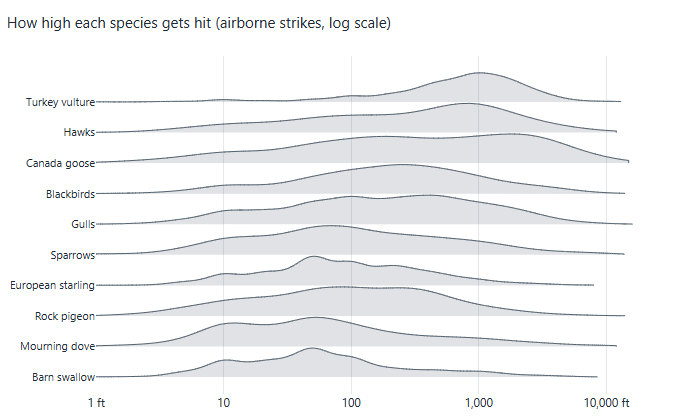 How high each species gets hit (airborne strikes, log scale)
Turkey vulture
Hawks
Canada goose
Blackbirds
Gulls
Sparrows
European starling
Rock pigeon
Mourning dove
Barn swallow
1 ft 10 100 1,000 10,000 ft